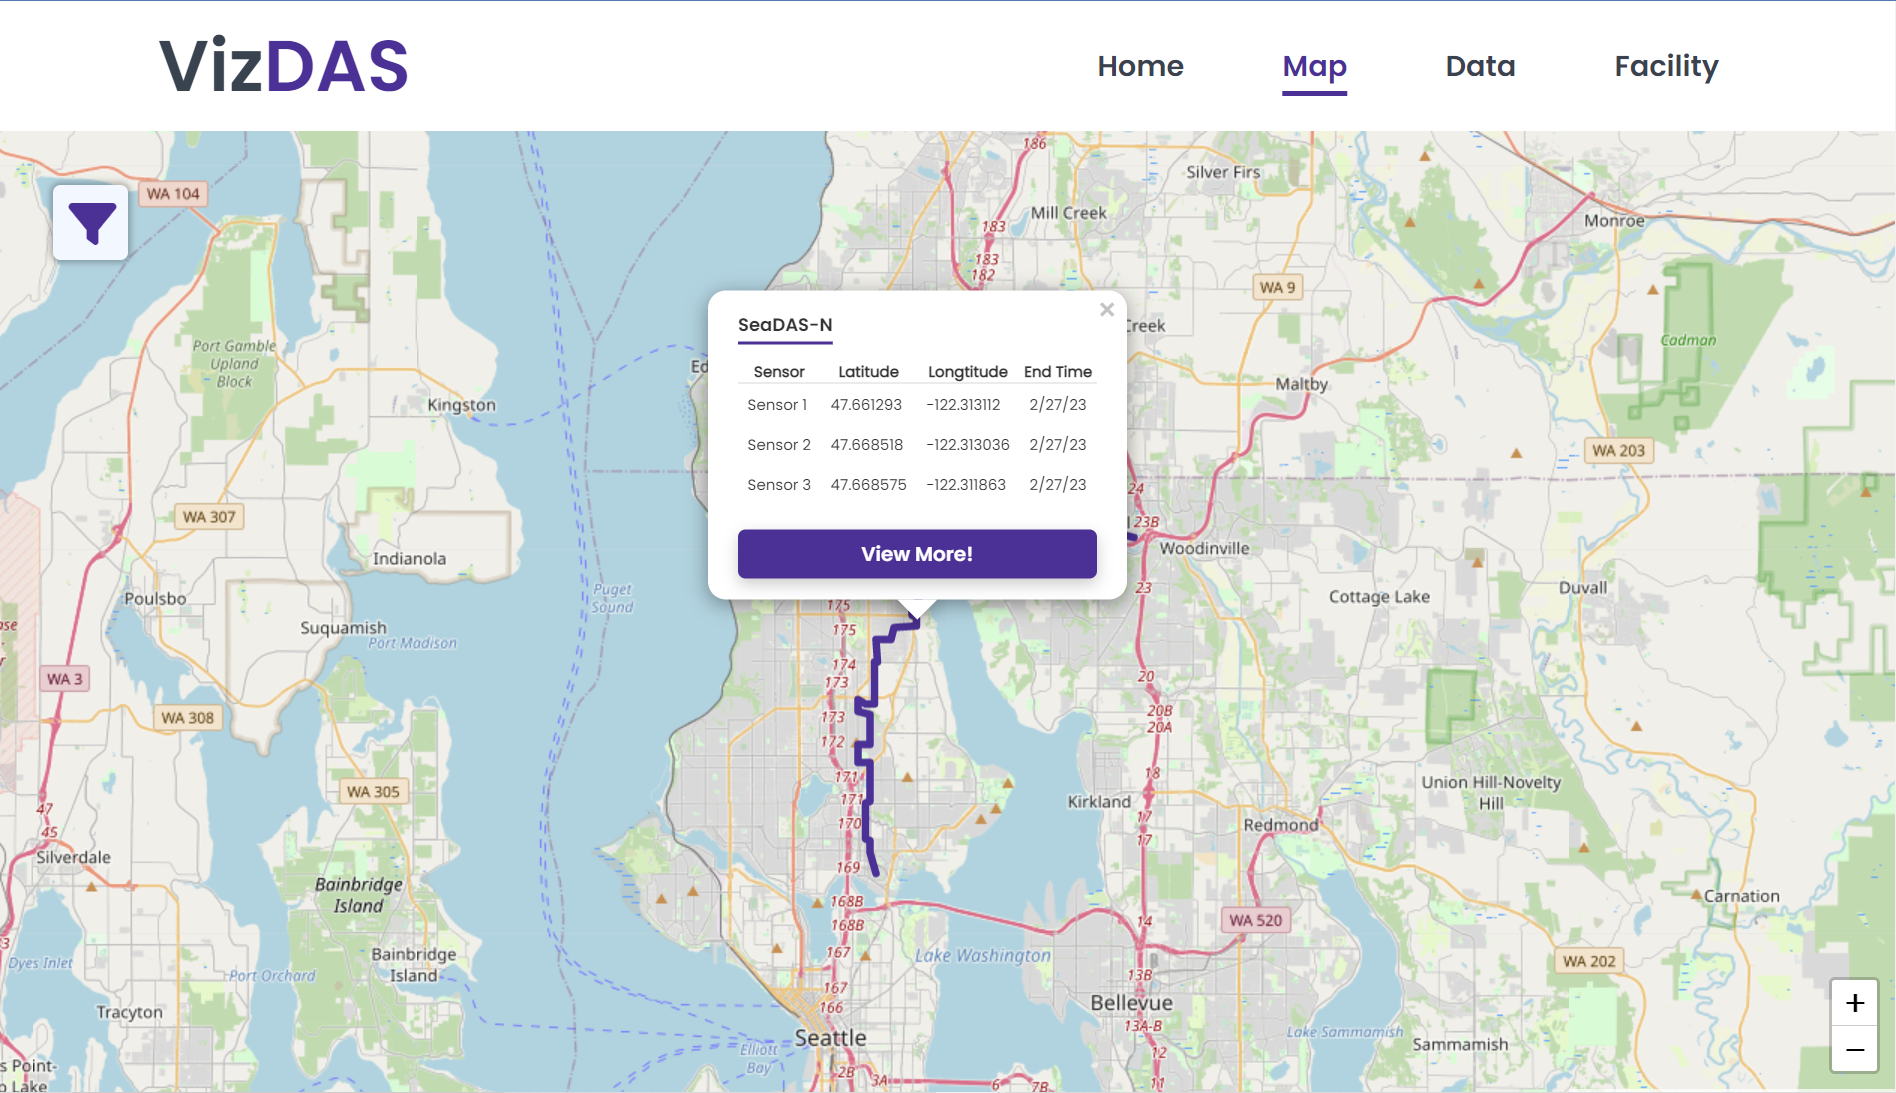 VizDAS
Home Map Data Facility
186
Silver Firs
WA 104
Mill Creek
Monroe
183
183
182
WA 9
SeaDAS-N
×
Creek
Port Gamble
Upland
Block
Cadman
Ed
Sensor Latitude Longtitude End Time
Maltby
Kingston
Sensor 1 47.661293 -122.313112 2/27/23
Sensor 2 47.668518 -122.313036 2/27/23
WA 203
Sensor 3 47.668575 -122.311863 2/27/23
24
WA 307
23B
View More!
Woodinville
Indianola
Puget
Sound
23
Duvall
Poulsbo
Cottage Lake
175
Suquamish
175
Port Madison
174
WA 3
20
173
WA 308
173
20B
20A
172
171
18
Union Hill-Novelty
Hill
WA 305
171
Kirkland
47
170
17
Redmond
45
17
Silverdale
169
Bainbridge
Island
Carnation
168B
14
WA 520
168B
Bainbridge
Island
167
Lake Washington
Dyes Inlet
Port Orchard
13B
WA 202
167
166
Bellevue
+
Tracyton
Seattle
13A-B
Lake Sammamish
Sammamish
Elliott
Bay
12
−
s Point-
p Lake
2B
3A
6
7B
11